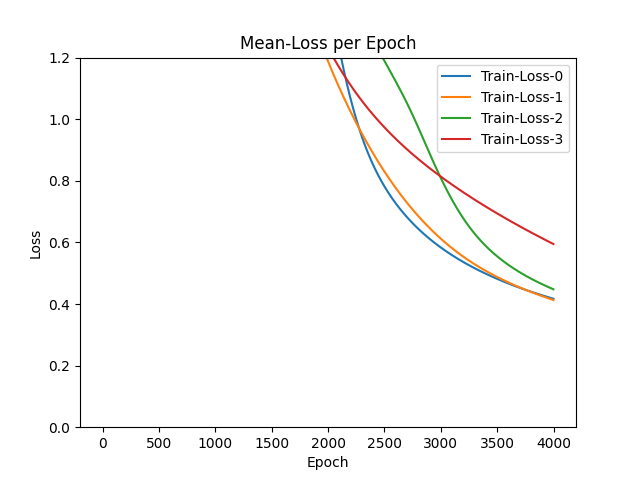 Mean-Loss per Epoch
1.2
1.0
0.8
0.6
0.4
0.2
0.0
Loss
Train-Loss-0
Train-Loss-1
Train-Loss-2
Train-Loss-3
0 500 1000 1500 2000 2500 3000 3500 4000
Epoch